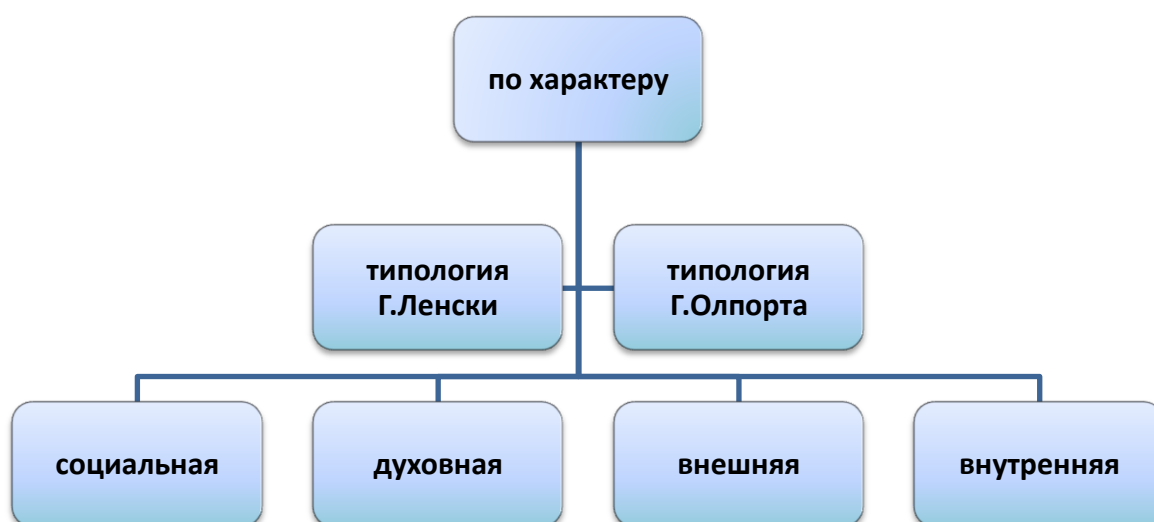 по характеру
типология
Г.Ленски
типология
Г.Олпорта
социальная
духовная
внешняя
внутренняя